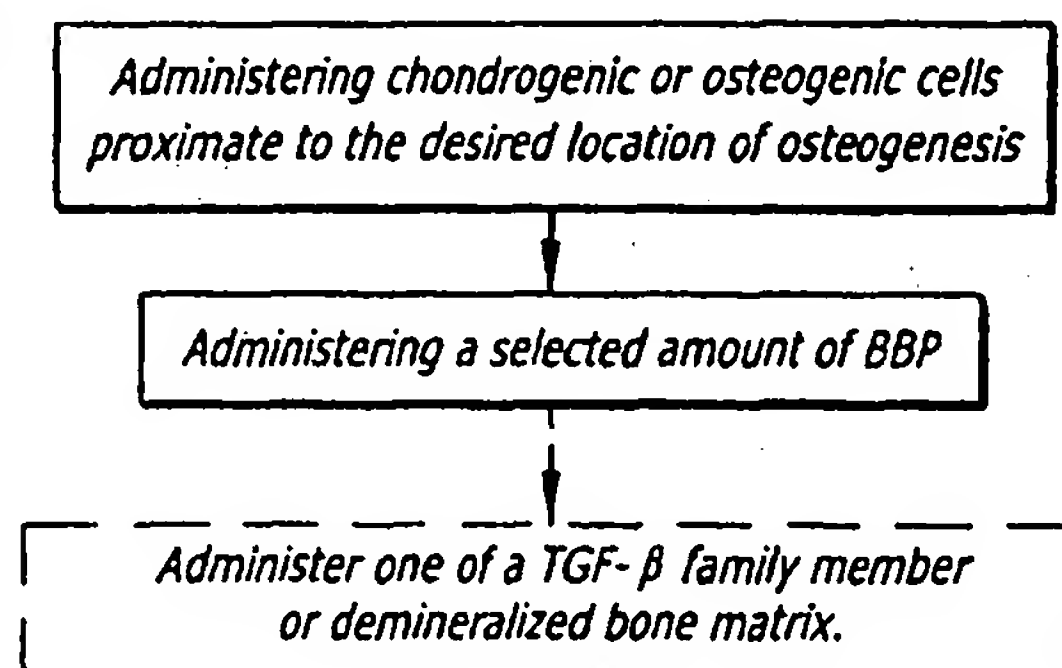 Administering chondrogenic or osteogenic cells
proximate to the desired location of osteogenesis
Administering a selected amount of BBP
Administer one of a TGF- β family member
or demineralized bone matrix.